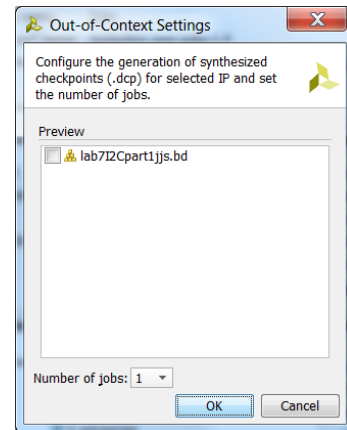 Out-of-Context Settings
Configure the generation of synthesized
checkpoints (.dcp) for selected IP and set
the number of jobs.
Preview
lab7I2Cpart1jjs.bd
Number of jobs: 1
OK Cancel